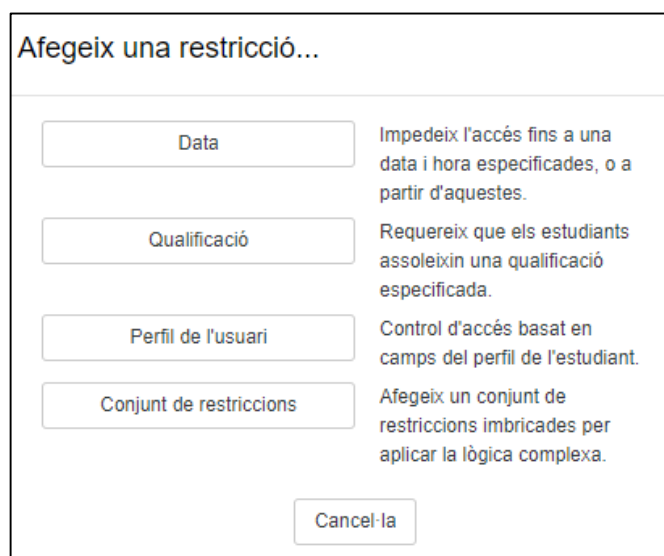 Afegeix una restricció...
Data
Impedeix l'accés fins a una
data i hora especificades, o a
partir d'aquestes.
Qualificació
Requereix que els estudiants
assoleixin una qualificació
especificada.
Perfil de l'usuari
Control d'accés basat en
camps del perfil de l'estudiant.
Conjunt de restriccions
Afegeix un conjunt de
restriccions imbricades per
aplicar la lògica complexa.
Cancel·la